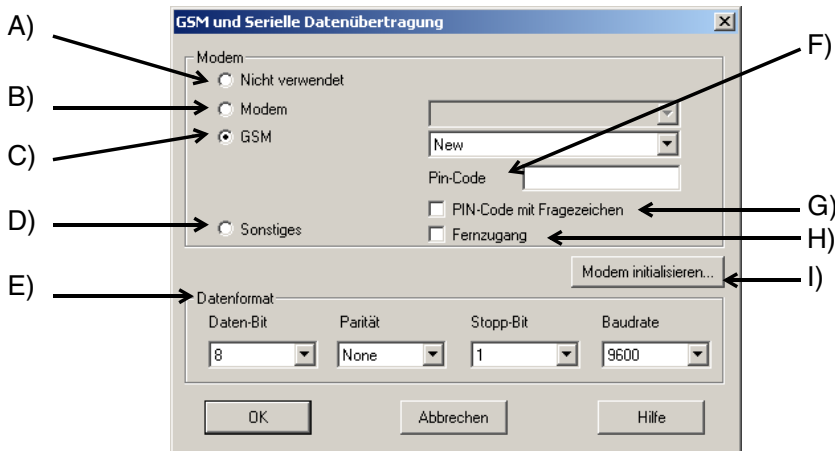 GSM und Serielle Datenübertragung
A)
F)
Modem
Nicht verwendet
B)
Modem
C)
GSM
New
Pin-Code
G)
PIN-Code mit Fragezeichen
D)
Sonstiges
H)
Fernzugang
Modem initialisieren...
I)
E)
Datenformat
Daten-Bit Parität Stopp-Bit Baudrate
8 None 1 9600
OK Abbrechen Hilfe